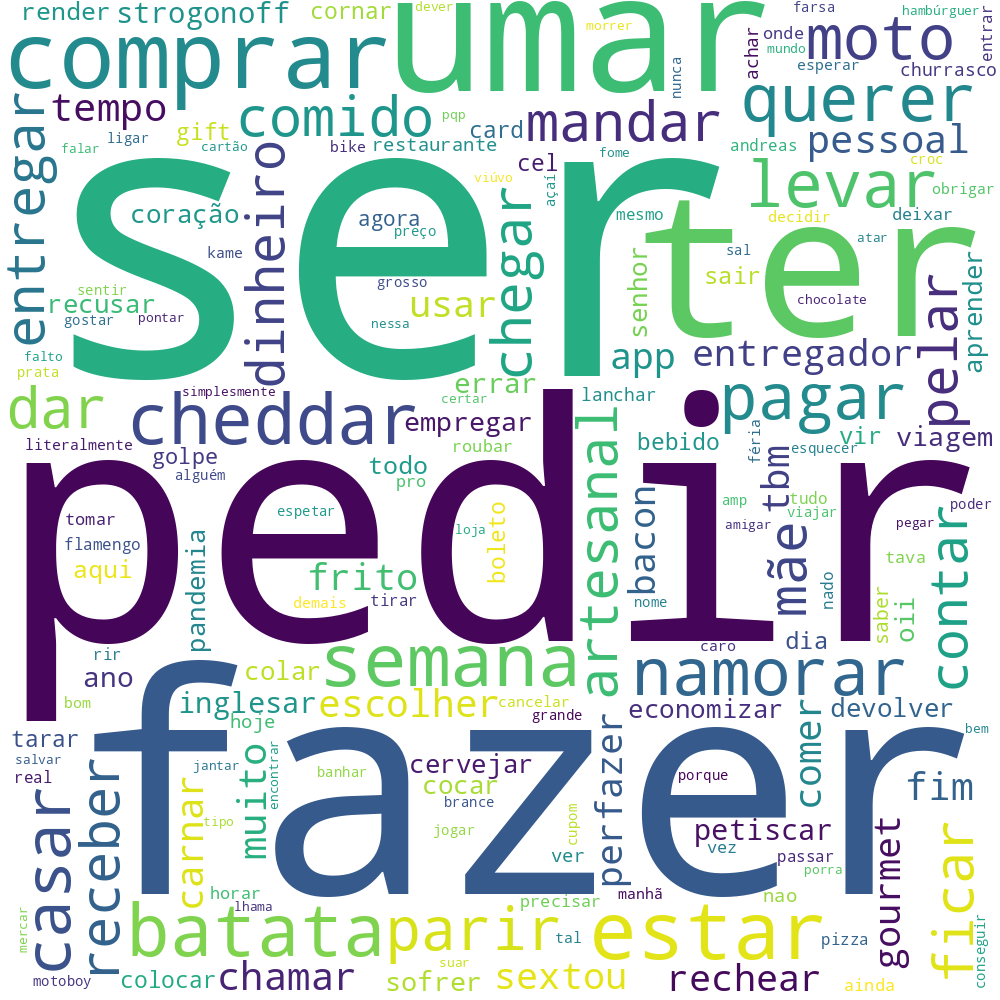 render
strogonoff
cornar
dever
umar
morrer
farsa
hambúrguer
comprar
onde
moto
entrar
mundo
achar
esperar
churrasco
nunca
tempo
comido
mandar
querer
entregar
ligar
gift
cartão
pqp
card
bike
restaurante
cel
fome
andreas
pessoal
falar
viúvo
croc
ser
dinheiro
coração
agora
preço
chegar
açaí
mesmo
levar
obrigar
decidir
deixar
ter
kame
grosso
senhor
sair
sal
atar
sentir
recusar
gostar
pontar
nessa
usar
chocolate
pelar
aprender
falto
prata
simplesmente
errar
certar
app
entregador
lanchar
dar
cheddar
empregar
pagar
literalmente
golpe
alguém
todo
pro
roubar
artesanal
bebido
féria
esquecer
vir
viagem
pedir
tomar
flamengo
aqui
espetar
loja
boleto
bacon
amp
tbm
tudo
viajar
amigar
pegar
poder
pandemia
frito
demais
tirar
nome
mãe
nado
tava
contar
saber
oii
rir
ano
bom
colar
semana
caro
dia
namorar
inglesar
escolher
cancelar
hoje
grande
economizar
devolver
bem
tarar
salvar
real
fazer
jantar
muito
encontrar
banhar
cervejar
cocar
brance
perfazer
porque
comer
fim
casar
receber
carnar
tipo
jogar
cupom
ver
petiscar
vez
passar
porra
gourmet
ficar
horar
lhama
precisar
manhã
nao
mercar
batata
parir
tal
estar
pizza
conseguir
motoboy
colocar
chamar
suar
sofrer
sextou
rechear
ainda